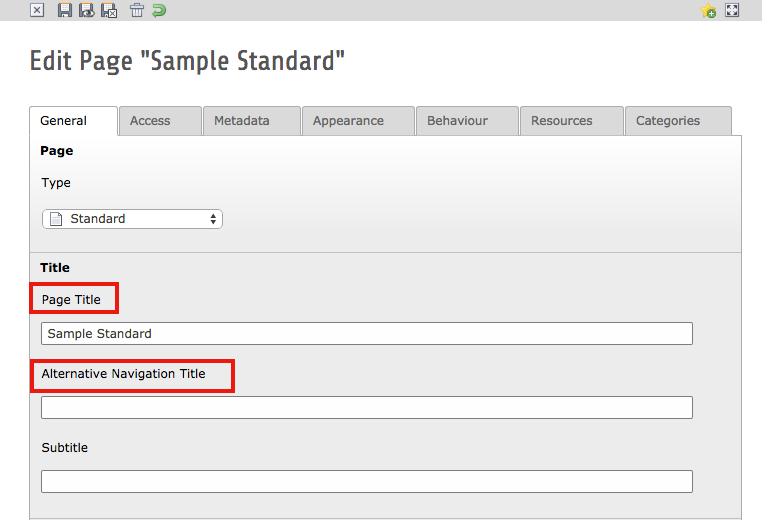 Edit Page "Sample Standard"
General Access Metadata Appearance Behaviour Resources Categories
Page
Type
Standard
Title
Page Title
Sample Standard
Alternative Navigation Title
Subtitle